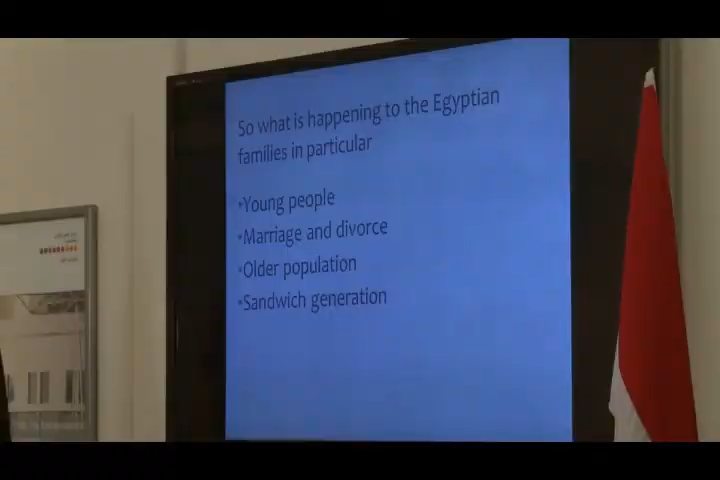 So what is happening to the Egyptian
families in particular
•Young people
•Marriage and divorce
•Older population
•Sandwich generation